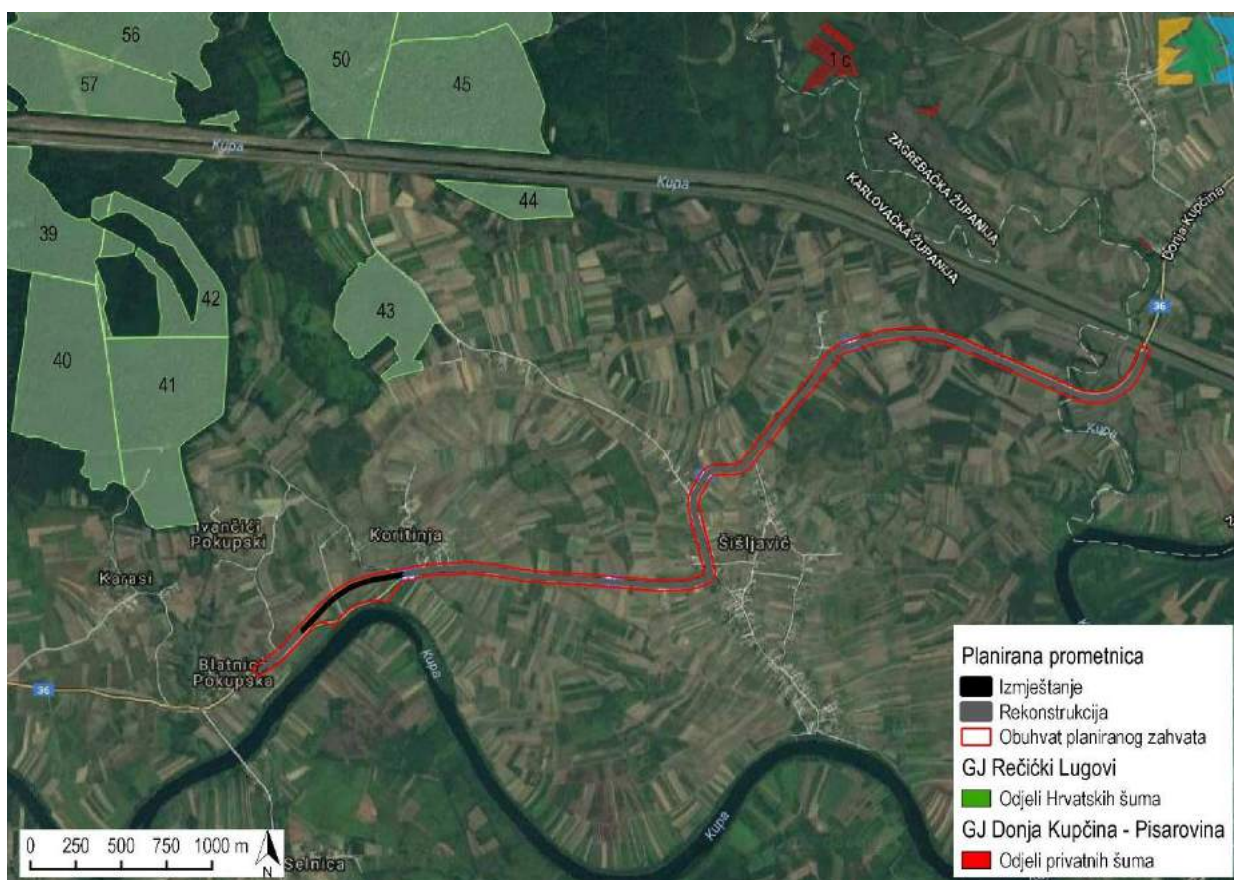 56
57
50
45
1 c
Kupa
Kupa
44
ZAGREBAČKA ŽUPANIJA
KARLOVAČKA ŽUPANIJA
Donja Kupčina
36
39
42
43
40
41
Kupa
Ivančići
Pokupski
Koritinja
Šišljavić
Karasi
Blatnica
Pokupska
36
Kupa
Kupa
Selnica
0 250 500 750 1000 m
N
Planirana prometnica
Izmještanje
Rekonstrukcija
Obuhvat planiranog zahvata
GJ Rečički Lugovi
Odjeli Hrvatskih šuma
GJ Donja Kupčina - Pisarovina
Odjeli privatnih šuma